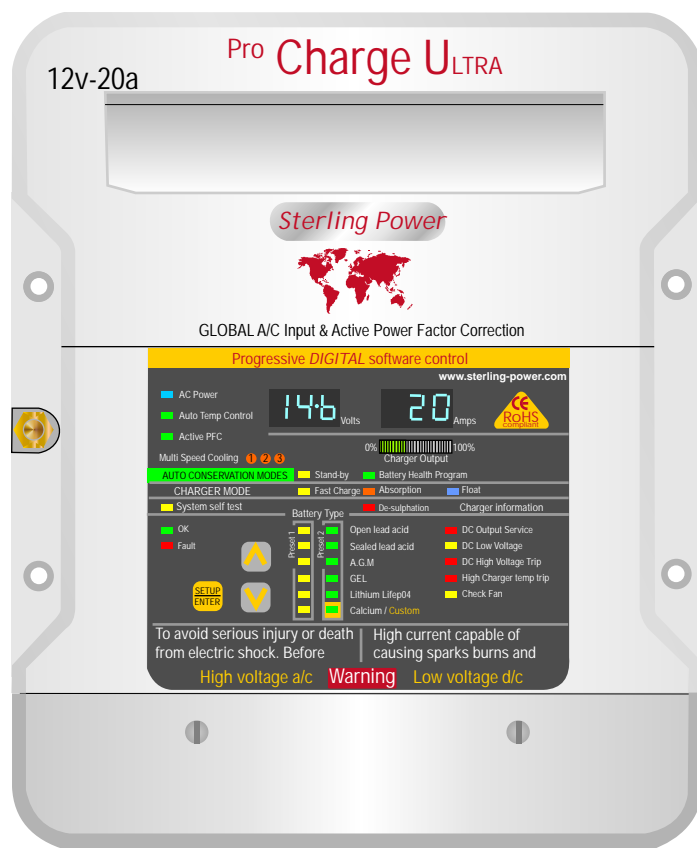 Pro Charge ULTRA
12v-20a
Sterling Power
GLOBAL A/C Input & Active Power Factor Correction
Progressive DIGITAL software control
www.sterling-power.com
AC Power
Auto Temp Control
Active PFC
14.6 Volts
20 Amps
CE
RoHS
compliant
0% 100%
Charger Output
Multi Speed Cooling 1 2 3
AUTO CONSERVATION MODES Stand-by Battery Health Program
CHARGER MODE Fast Charge Absorption Float
System self test Battery Type De-sulphation Charger information
OK
Fault
SETUP
ENTER
Preset 1
Preset 2
Open lead acid DC Output Service
Sealed lead acid DC Low Voltage
A.G.M DC High Voltage Trip
GEL High Charger temp trip
Lithium Lifep04 Check Fan
Calcium / Custom
To avoid serious injury or death
from electric shock. Before
High current capable of
causing sparks burns and
High voltage a/c Warning Low voltage d/c